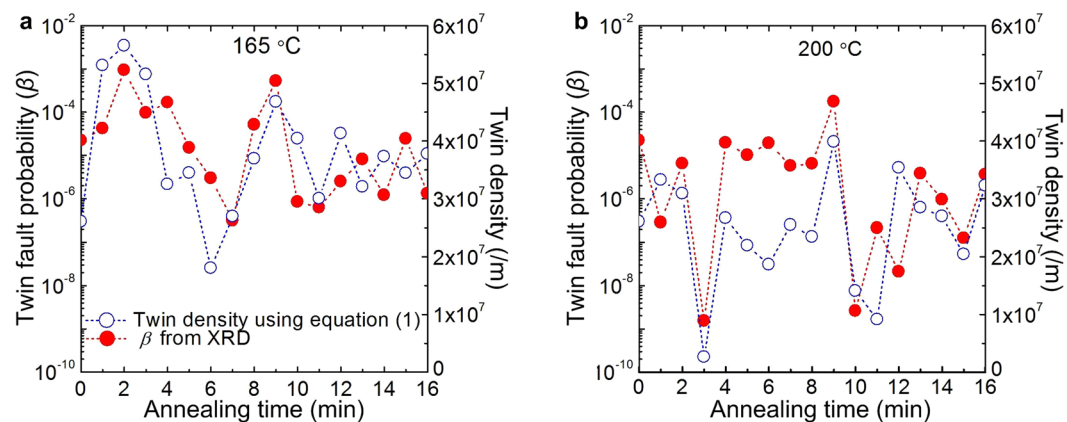 a
165 °C
Twin fault probability (β)
10⁻²
10⁻⁴
10⁻⁶
10⁻⁸
10⁻¹⁰
6x10⁷
5x10⁷
4x10⁷
3x10⁷
2x10⁷
1x10⁷
0
Twin density (/m)
Twin density using equation (1)
β from XRD
0 2 4 6 8 10 12 14 16
Annealing time (min)
b
200 °C
Twin fault probability (β)
10⁻²
10⁻⁴
10⁻⁶
10⁻⁸
10⁻¹⁰
6x10⁷
5x10⁷
4x10⁷
3x10⁷
2x10⁷
1x10⁷
0
Twin density (/m)
0 2 4 6 8 10 12 14 16
Annealing time (min)